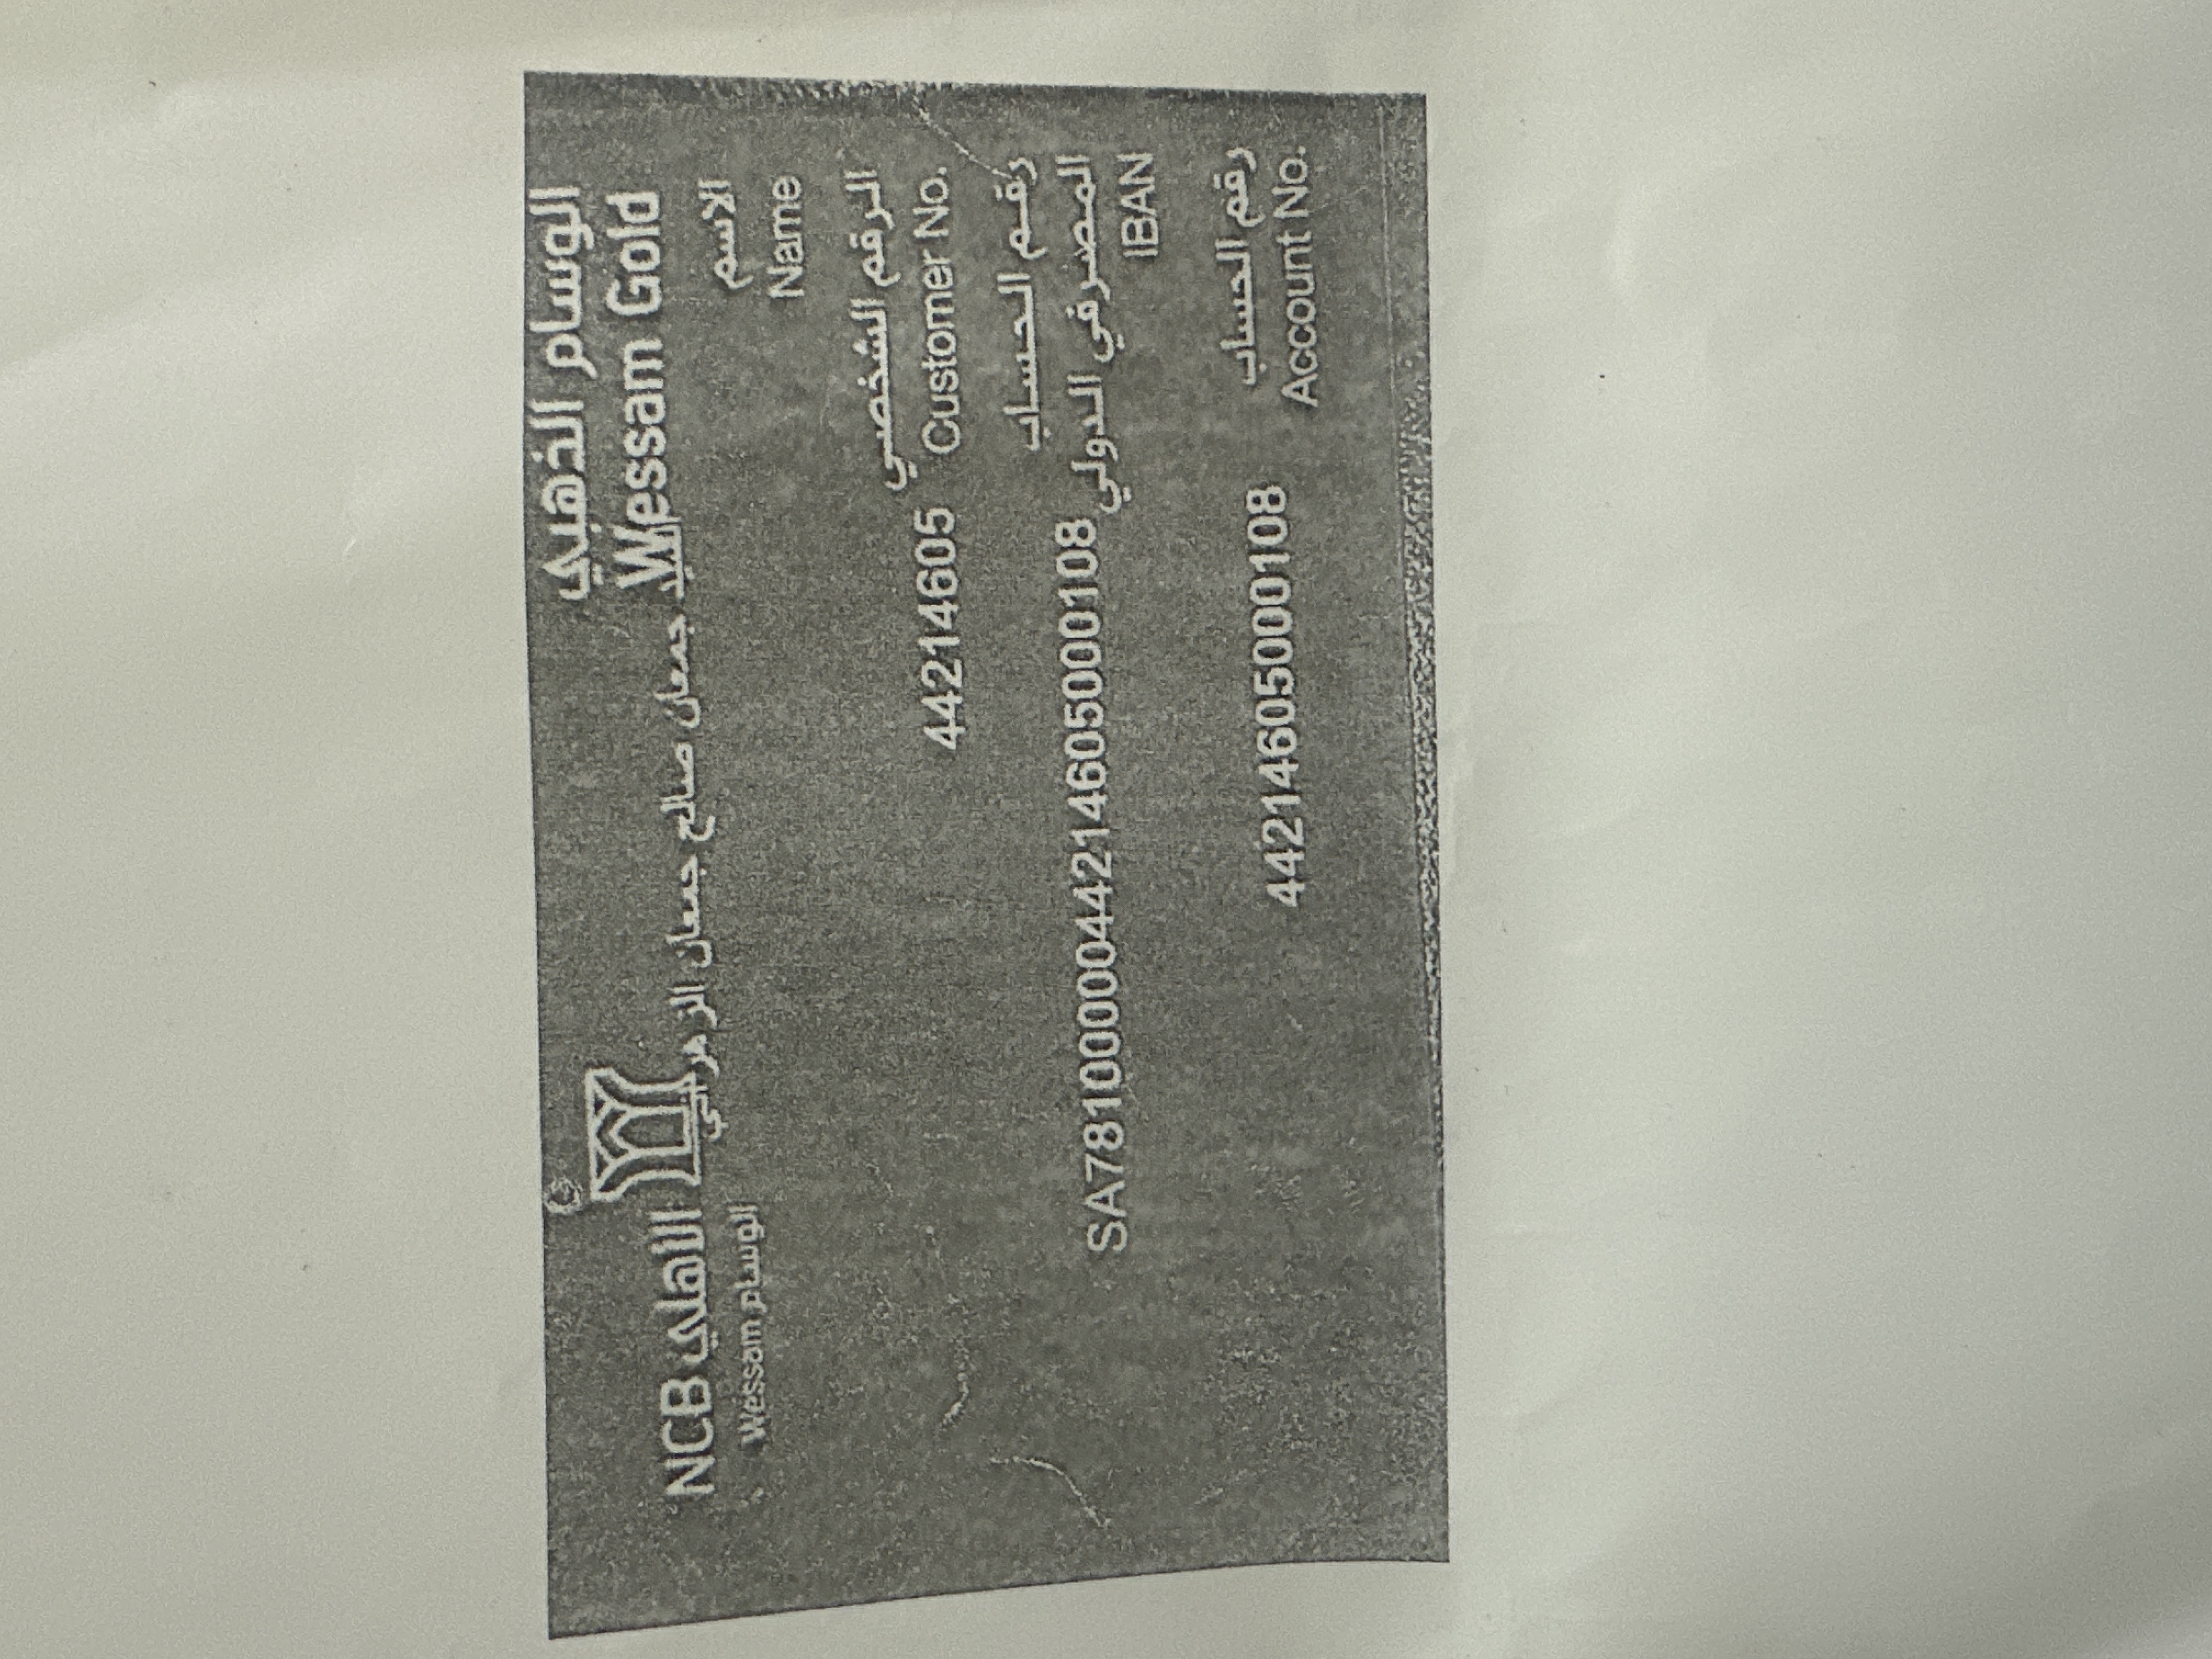 الوسام الذهبي
Wessam Gold
NCB الأهلي
Wessam الوسام
الاسم
Name
جمعان صالح جمعان الزهراني
الرقم الشخصي
Customer No.
44214605
رقم الحساب
المصرفي الدولي
IBAN
SA7810000044214605000108
رقم الحساب
Account No.
44214605000108